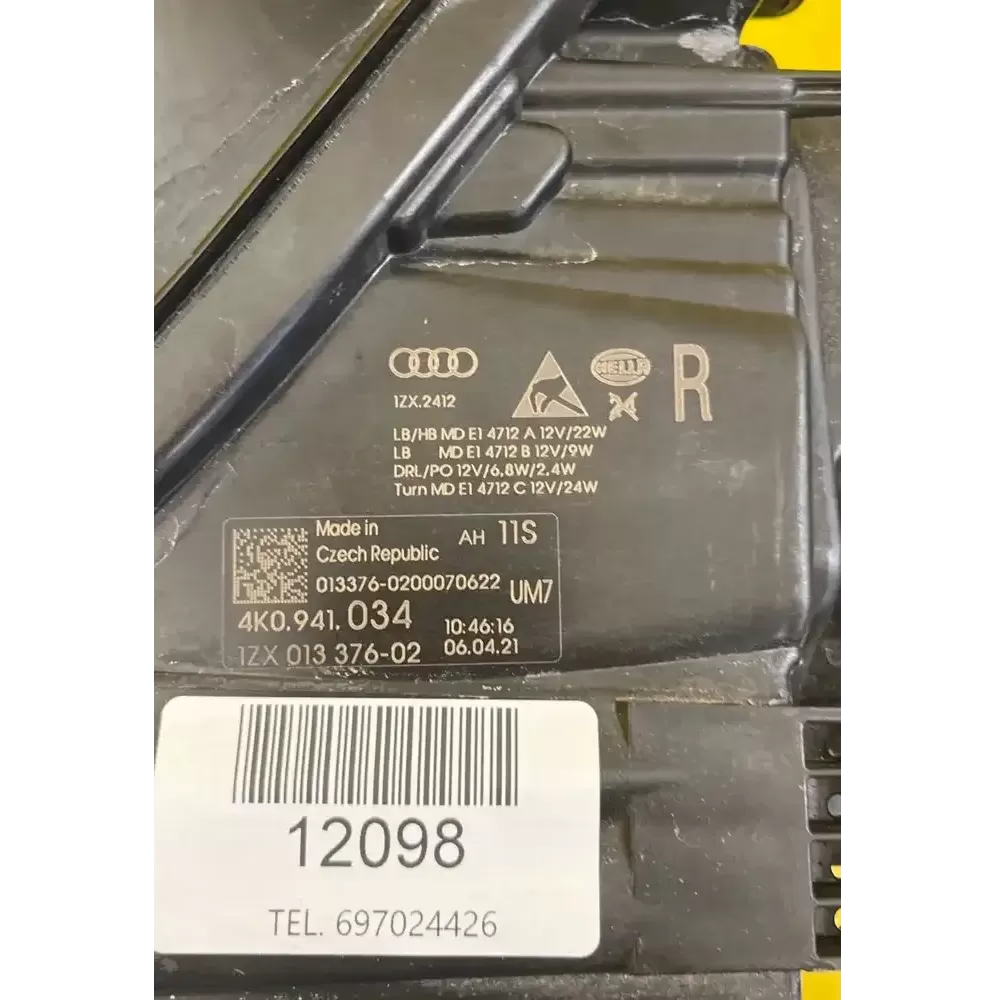 HELLA
R
1ZX.2412
24
LB/HB MD E1 4712 A 12V/22W
LB MD E1 4712 B 12V/9W
DRL/PO 12V/6,8W/2,4W
Turn MD E1 4712 C 12V/24W
Made in
Czech Republic
AH 11S
013376-0200070622
UM7
4K0.941.034
10:46:16
1ZX 013 376-02
06.04.21
12098
TEL. 697024426